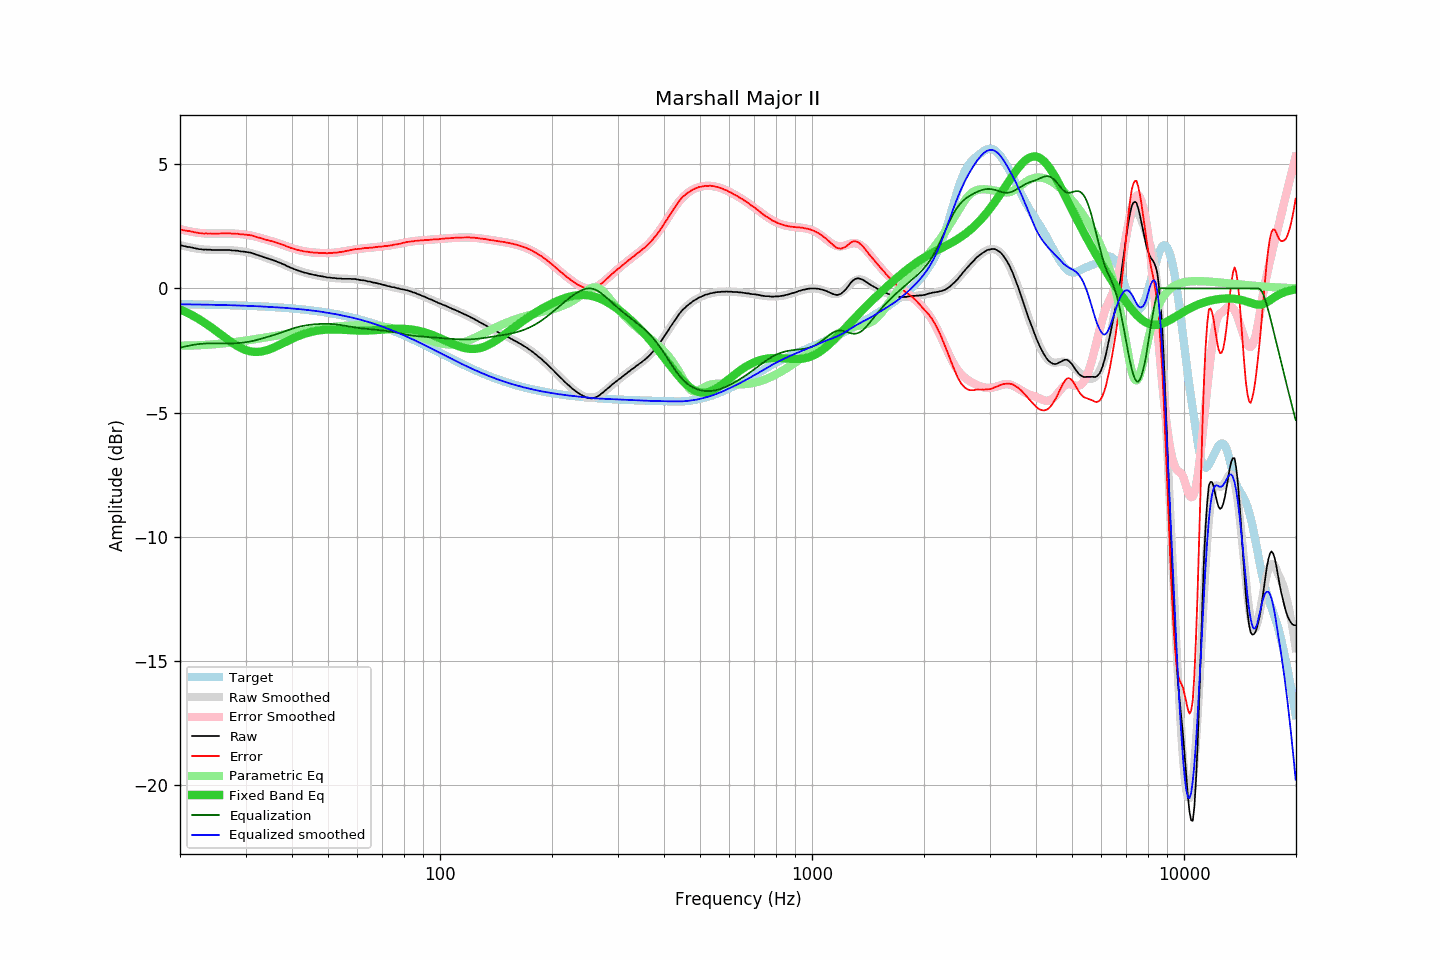 Marshall Major II
Amplitude (dBr)
5
0
−5
−10
−15
−20
Target
Raw Smoothed
Error Smoothed
Raw
Error
Parametric Eq
Fixed Band Eq
Equalization
Equalized smoothed
100 1000 10000
Frequency (Hz)